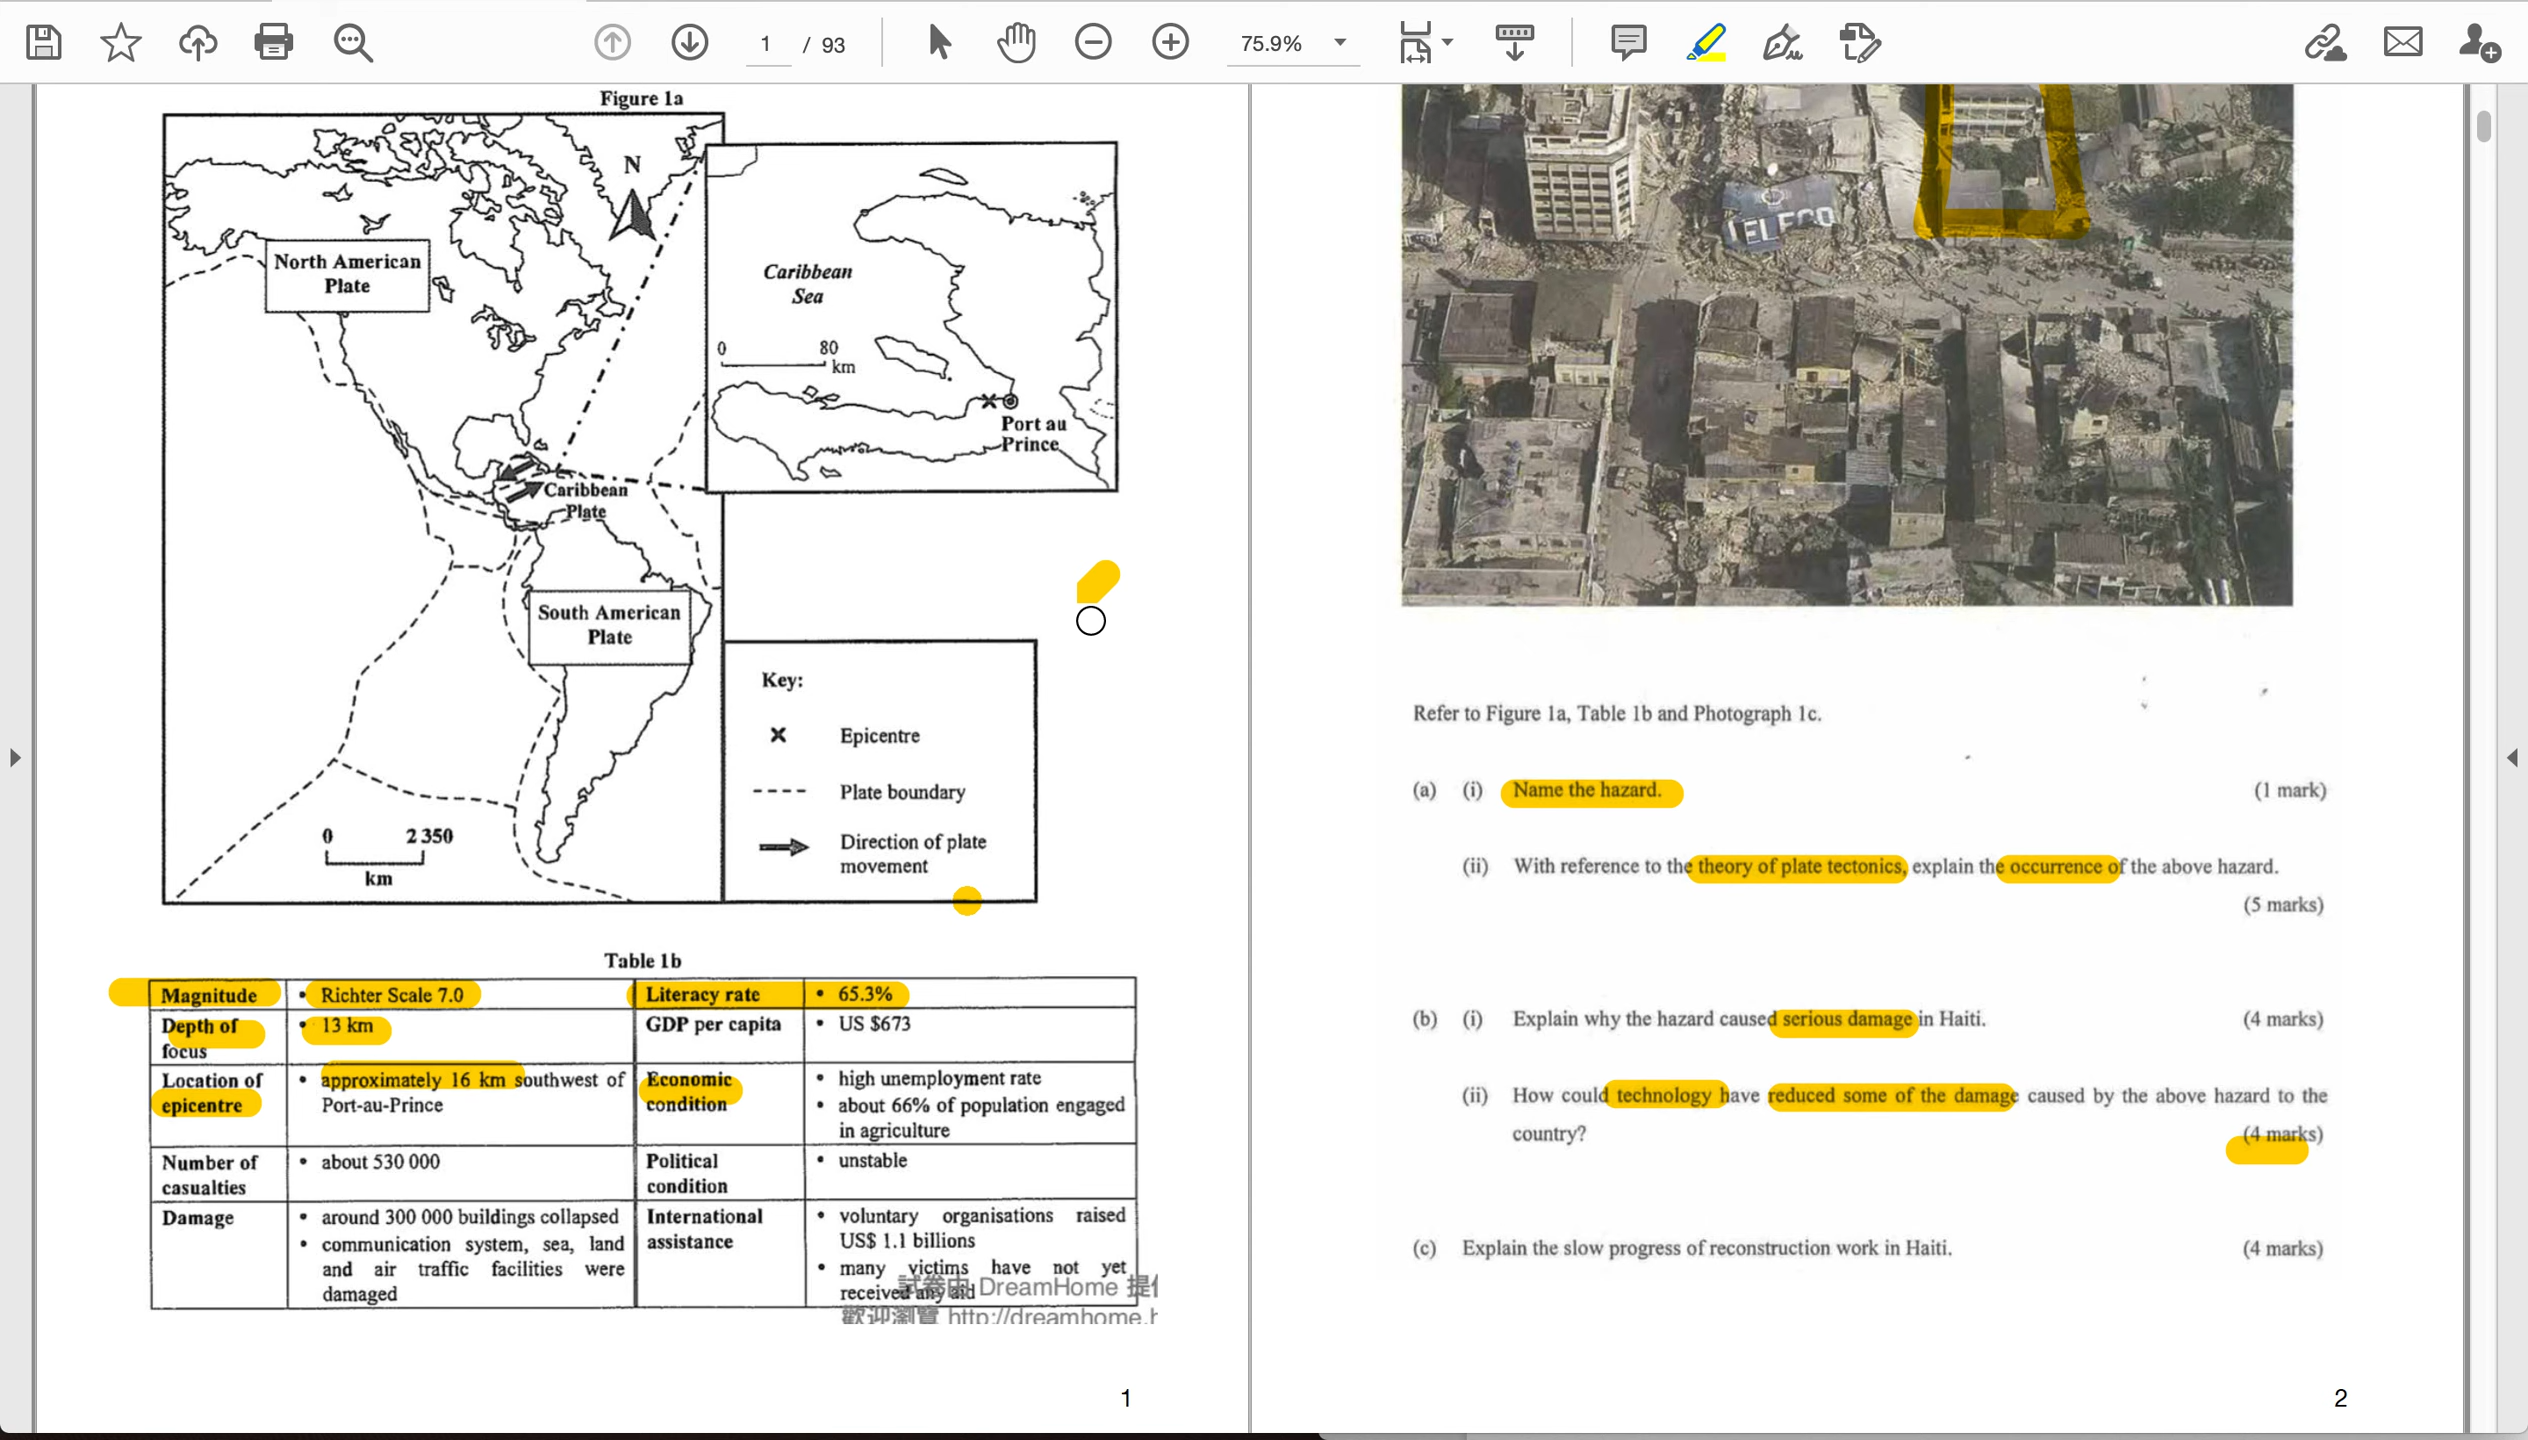 1 / 93
75.9%
Figure 1a
N
North American
Plate
Caribbean
Sea
0 80
km
Port au
Prince
Caribbean
Plate
South American
Plate
Key:
Epicentre
Plate boundary
Direction of plate
movement
0 2 350
km
Table 1b
Magnitude • Richter Scale 7.0 Literacy rate • 65.3%
Depth of • 13 km GDP per capita • US $673
focus
Location of • approximately 16 km southwest of Economic • high unemployment rate
epicentre Port-au-Prince condition • about 66% of population engaged
in agriculture
Number of • about 530 000 Political • unstable
casualties condition
Damage • around 300 000 buildings collapsed International • voluntary organisations raised
• communication system, sea, land assistance US$ 1.1 billions
and air traffic facilities were • many victims have not yet
damaged received any aid
試卷由 DreamHome 提
歡迎瀏覽 http://dreamhome.h
1
TELECO
Refer to Figure 1a, Table 1b and Photograph 1c.
(a) (i) Name the hazard. (1 mark)
(ii) With reference to the theory of plate tectonics, explain the occurrence of the above hazard.
(5 marks)
(b) (i) Explain why the hazard caused serious damage in Haiti. (4 marks)
(ii) How could technology have reduced some of the damage caused by the above hazard to the
country? (4 marks)
(c) Explain the slow progress of reconstruction work in Haiti. (4 marks)
2